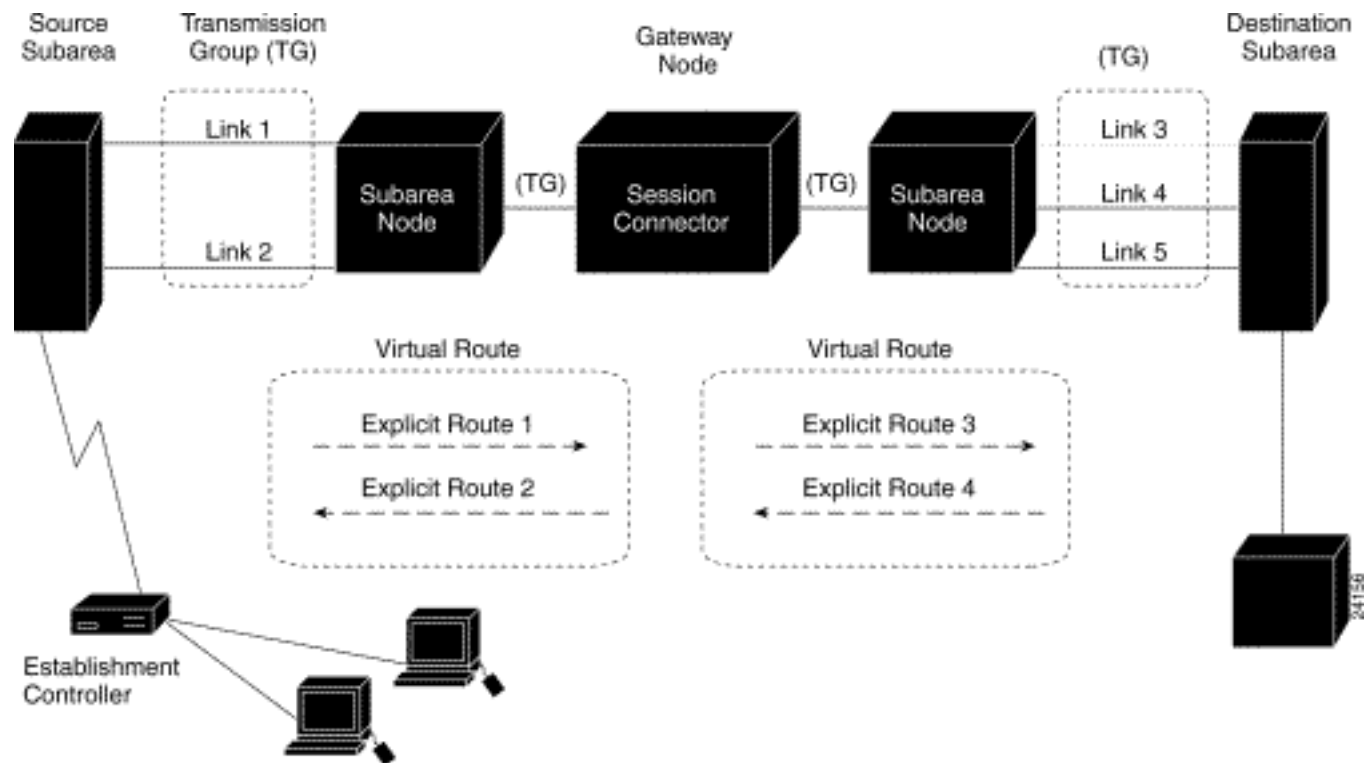 Source
Subarea
Transmission
Group (TG)
Gateway
Node
(TG)
Destination
Subarea
Link 1
Link 2
Subarea
Node
(TG)
Session
Connector
(TG)
Subarea
Node
Link 3
Link 4
Link 5
Virtual Route
Explicit Route 1
Explicit Route 2
Virtual Route
Explicit Route 3
Explicit Route 4
Establishment
Controller
24156